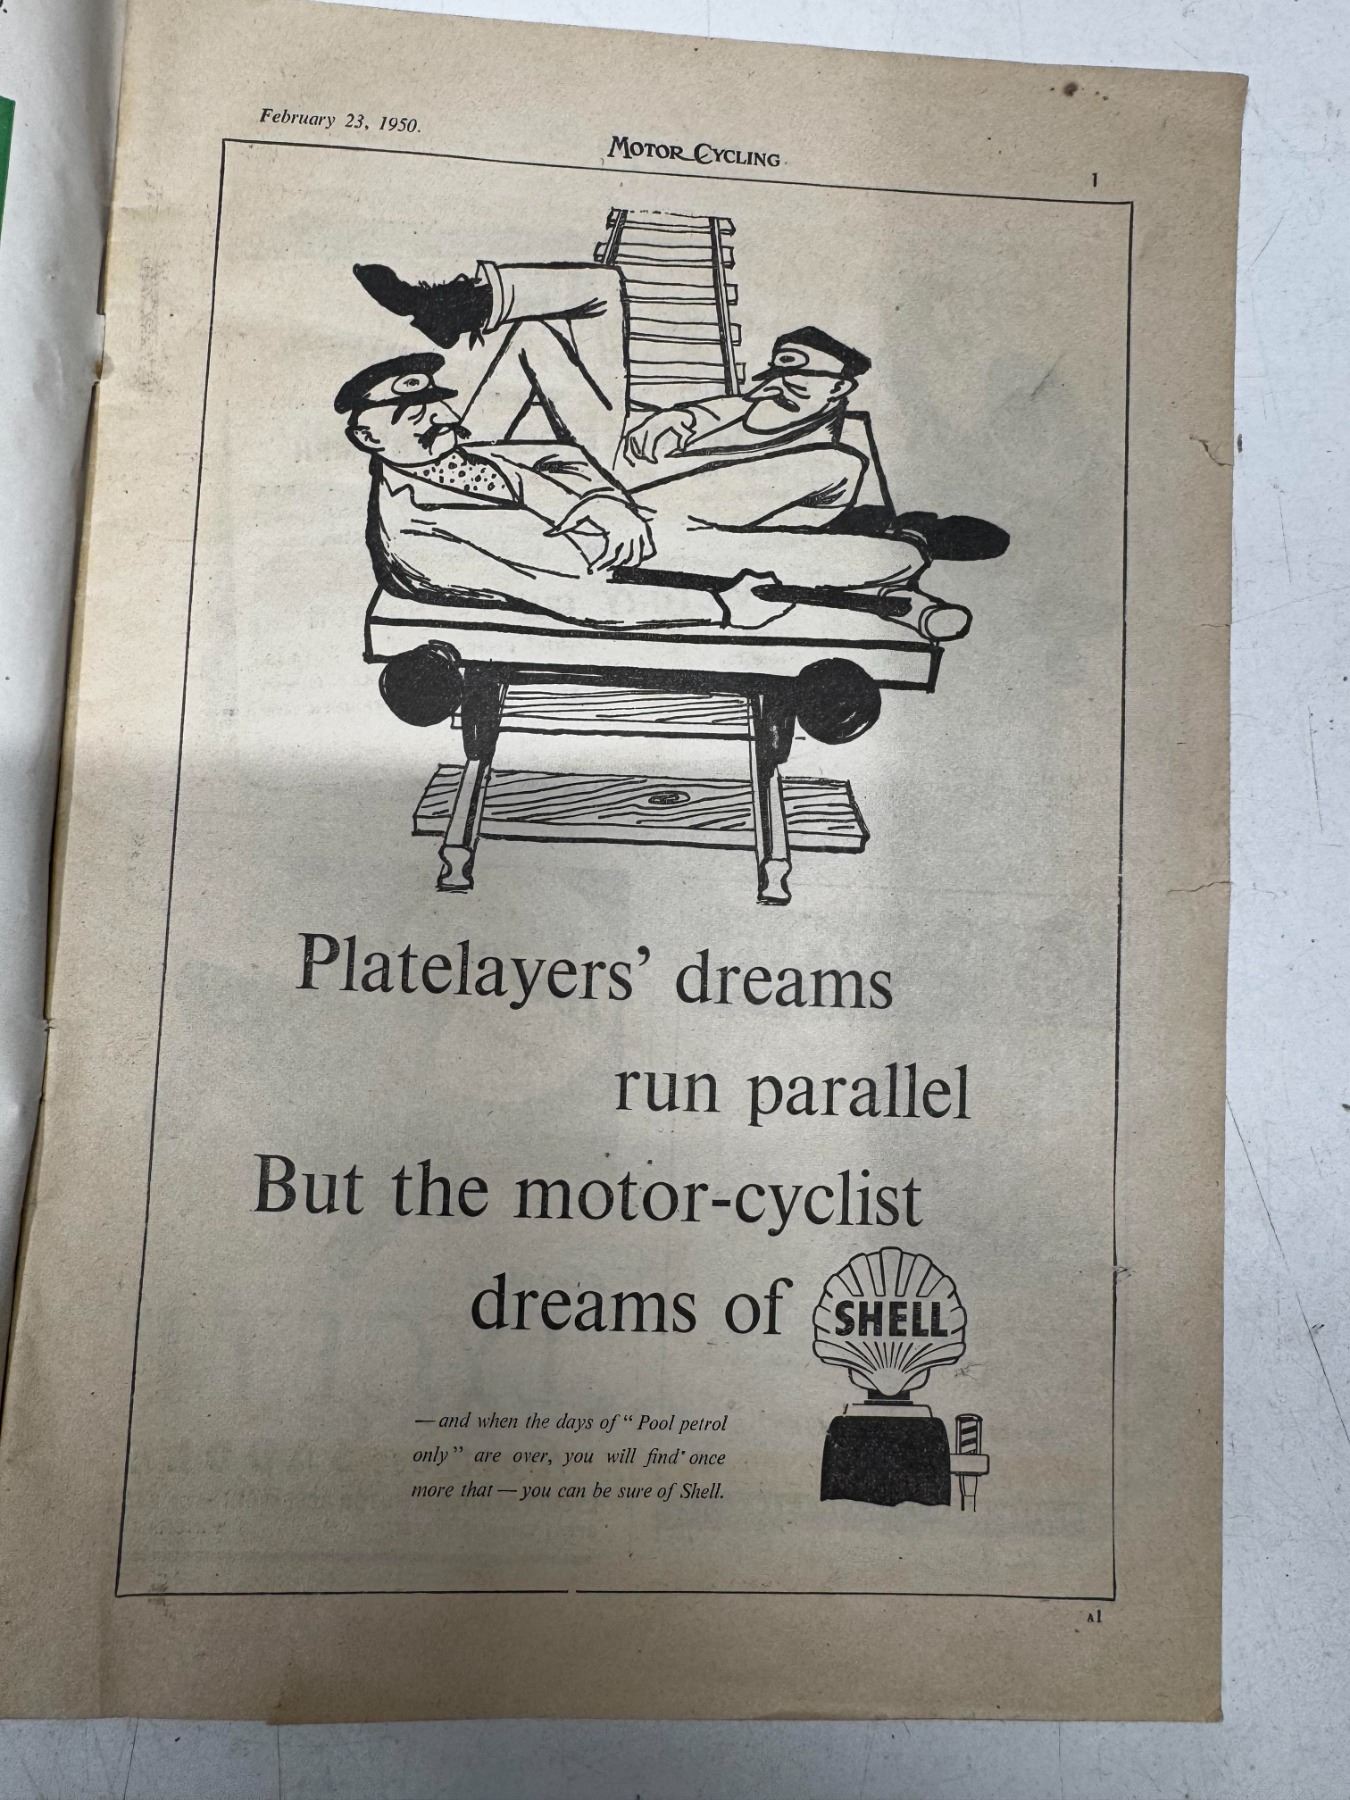 February 23, 1950.
MOTOR CYCLING
1
Platelayers’ dreams
run parallel
But the motor-cyclist
dreams of
SHELL
—and when the days of “ Pool petrol
only ” are over, you will find once
more that — you can be sure of Shell.
A1